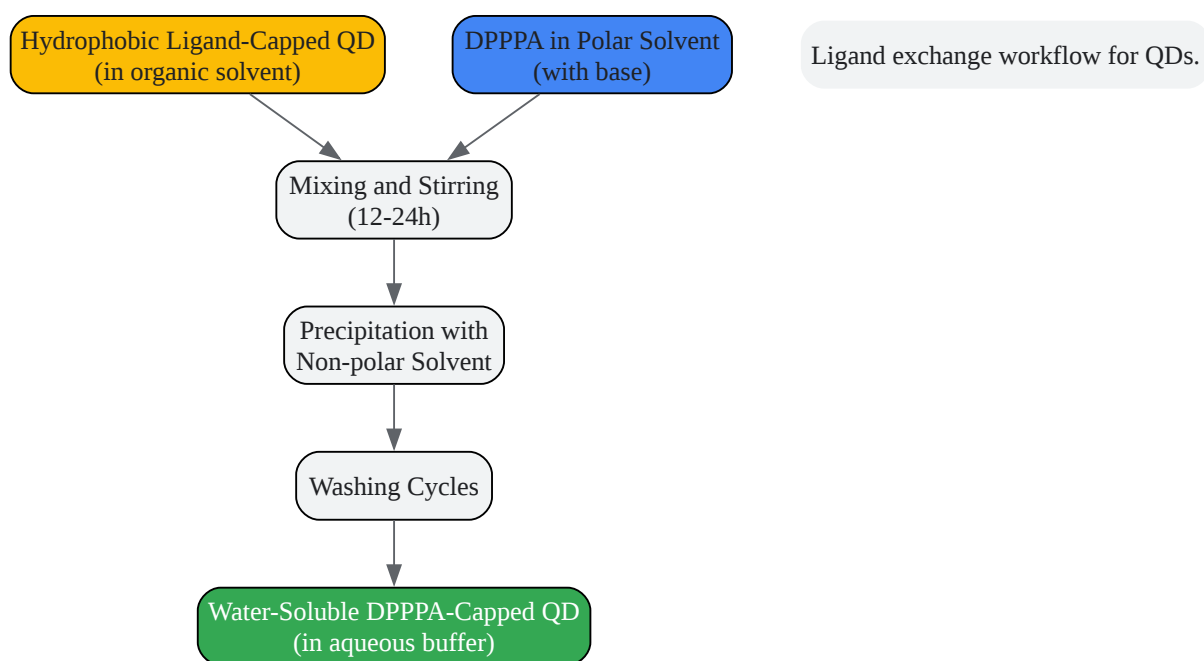 Hydrophobic Ligand-Capped QD
(in organic solvent)
DPPPA in Polar Solvent
(with base)
Ligand exchange workflow for QDs.
Mixing and Stirring
(12-24h)
Precipitation with
Non-polar Solvent
Washing Cycles
Water-Soluble DPPPA-Capped QD
(in aqueous buffer)